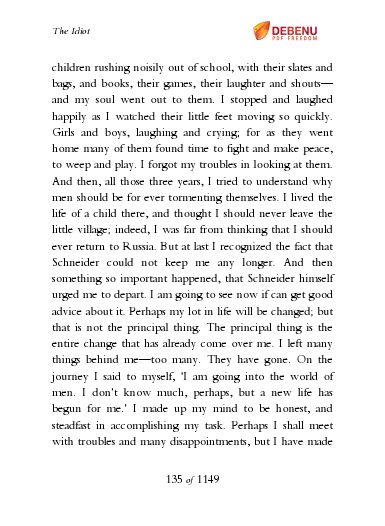 The Idiot
DEBENU
PDF FREEDOM
children rushing noisily out of school, with their slates and
bags, and books, their games, their laughter and shouts—
and my soul went out to them. I stopped and laughed
happily as I watched their little feet moving so quickly.
Girls and boys, laughing and crying; for as they went
home many of them found time to fight and make peace,
to weep and play. I forgot my troubles in looking at them.
And then, all those three years, I tried to understand why
men should be for ever tormenting themselves. I lived the
life of a child there, and thought I should never leave the
little village; indeed, I was far from thinking that I should
ever return to Russia. But at last I recognized the fact that
Schneider could not keep me any longer. And then
something so important happened, that Schneider himself
urged me to depart. I am going to see now if can get good
advice about it. Perhaps my lot in life will be changed; but
that is not the principal thing. The principal thing is the
entire change that has already come over me. I left many
things behind me—too many. They have gone. On the
journey I said to myself, 'I am going into the world of
men. I don't know much, perhaps, but a new life has
begun for me.' I made up my mind to be honest, and
steadfast in accomplishing my task. Perhaps I shall meet
with troubles and many disappointments, but I have made
135 of 1149